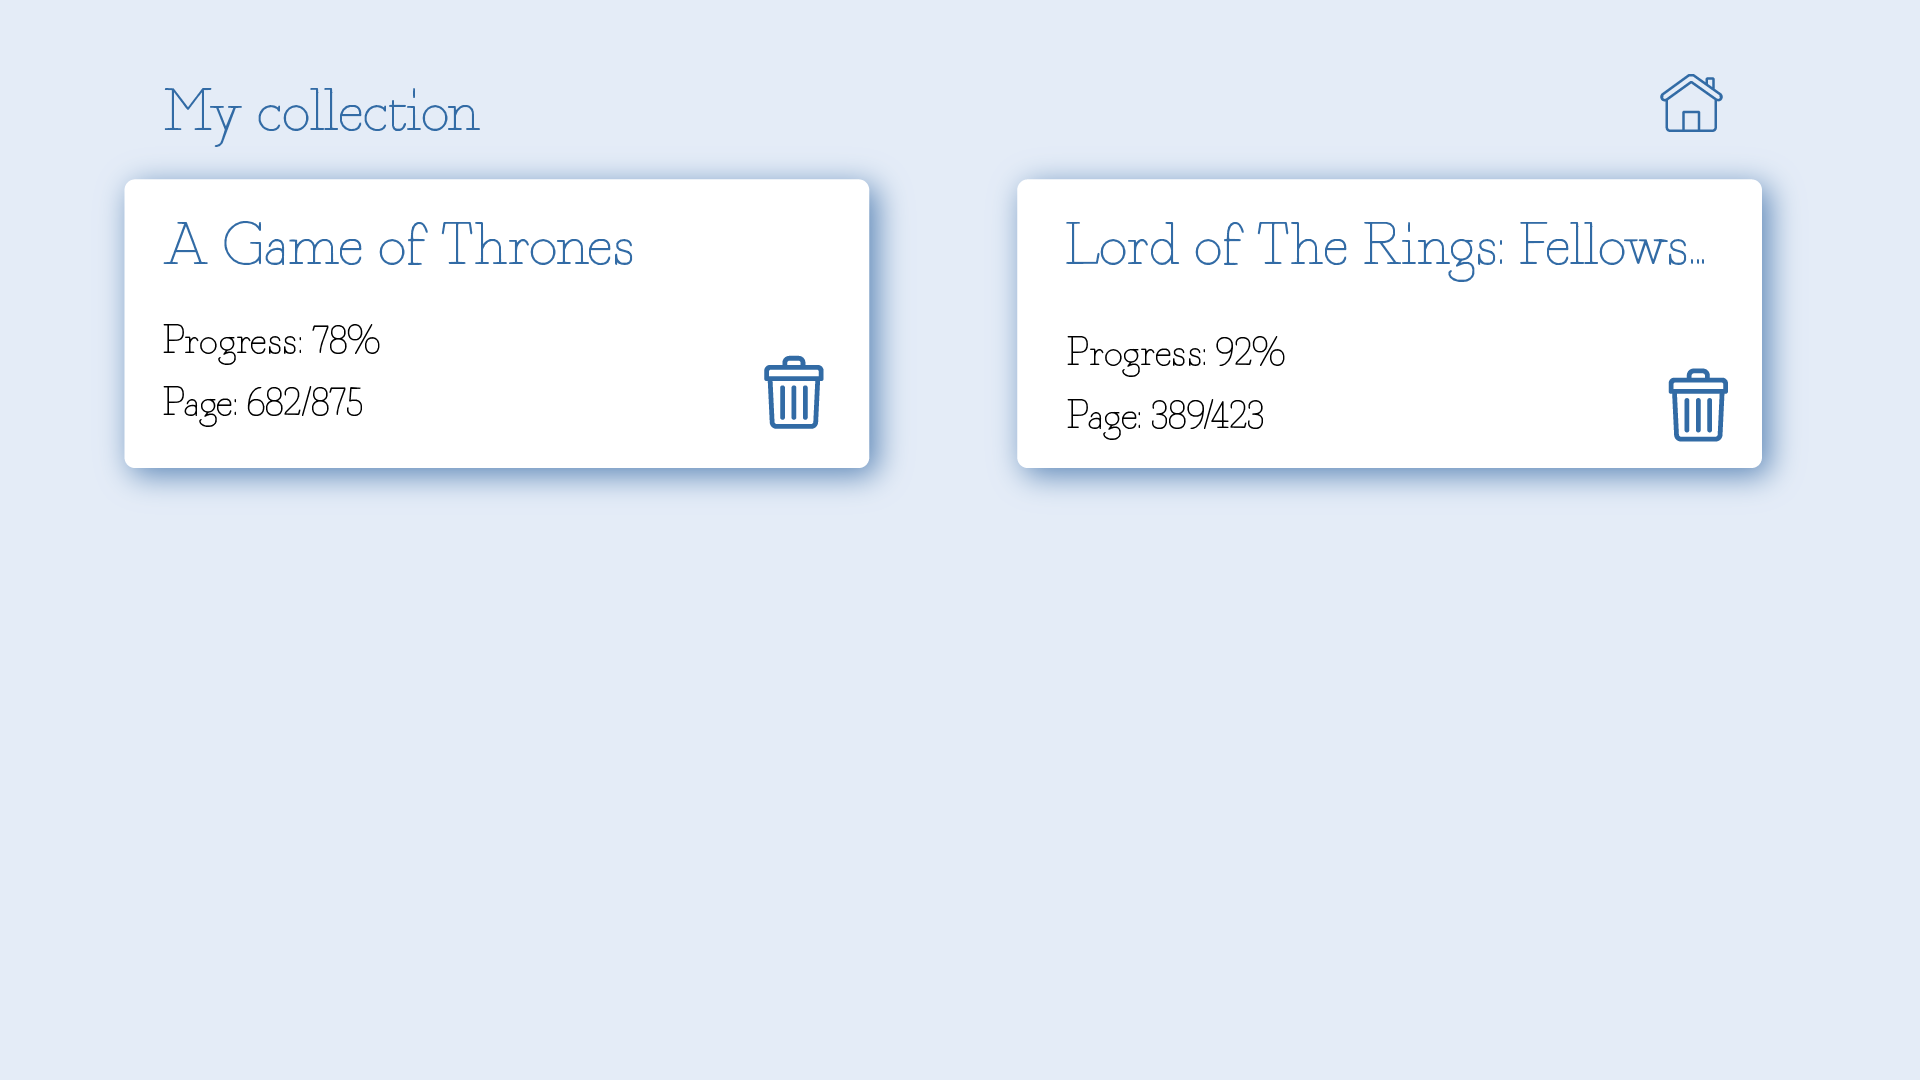 My collection
A Game of Thrones
Progress: 78%
Page: 682/875
Lord of The Rings: Fellows...
Progress: 92%
Page: 389/423